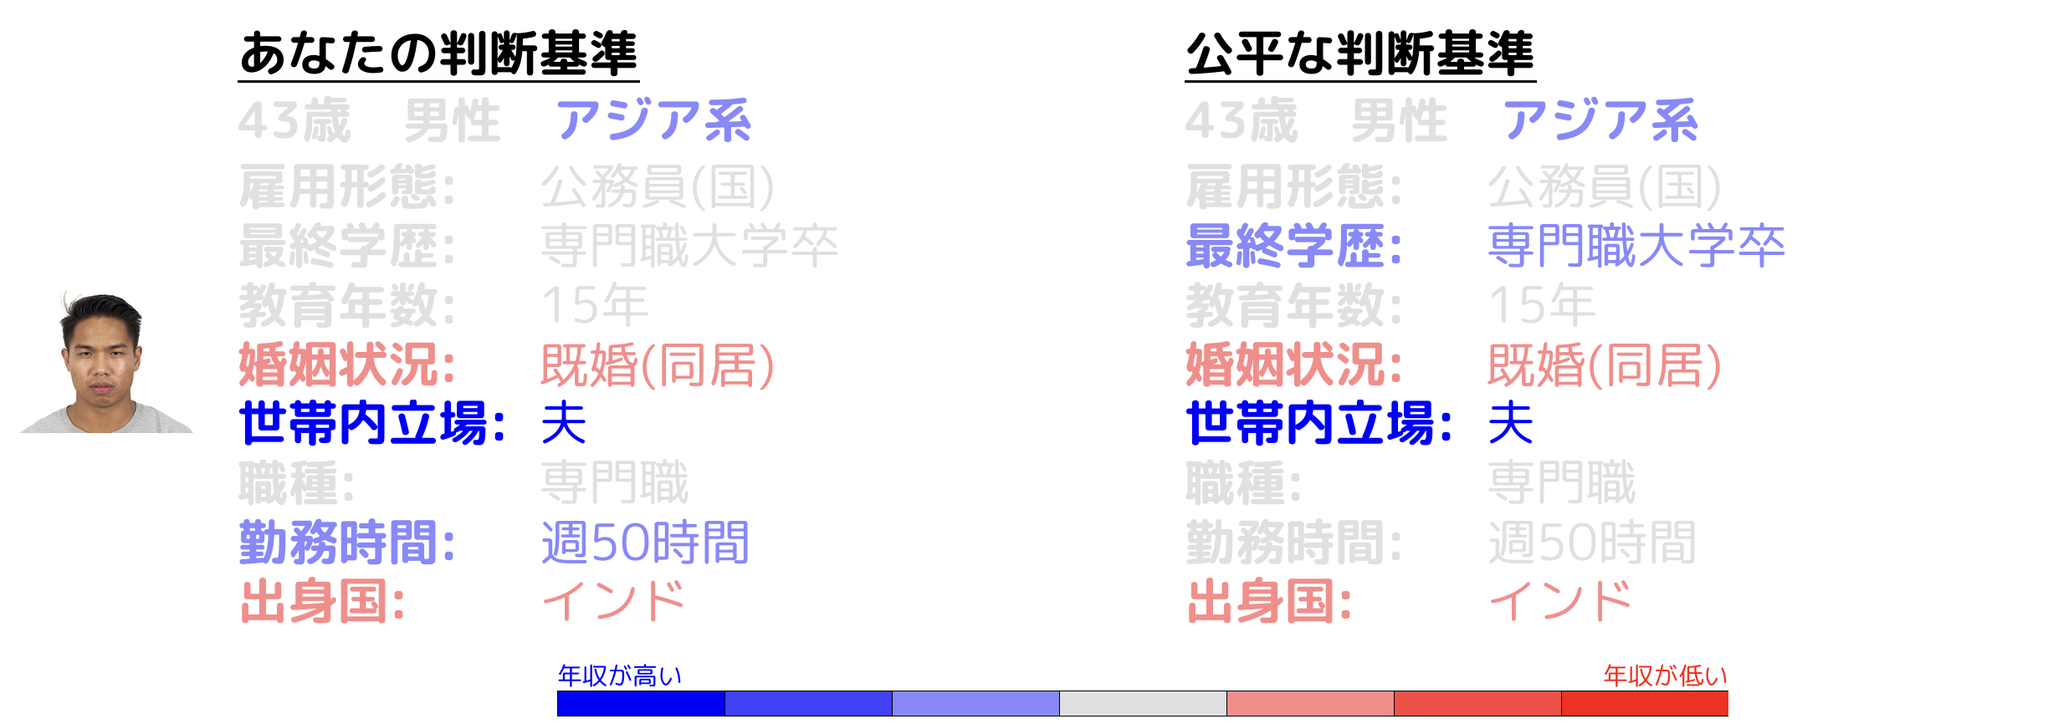 あなたの判断基準
43歳 男性 アジア系
雇用形態: 公務員(国)
最終学歴: 専門職大学卒
教育年数: 15年
婚姻状況: 既婚(同居)
世帯内立場: 夫
職種: 専門職
勤務時間: 週50時間
出身国: インド
公平な判断基準
43歳 男性 アジア系
雇用形態: 公務員(国)
最終学歴: 専門職大学卒
教育年数: 15年
婚姻状況: 既婚(同居)
世帯内立場: 夫
職種: 専門職
勤務時間: 週50時間
出身国: インド
年収が高い 年収が低い